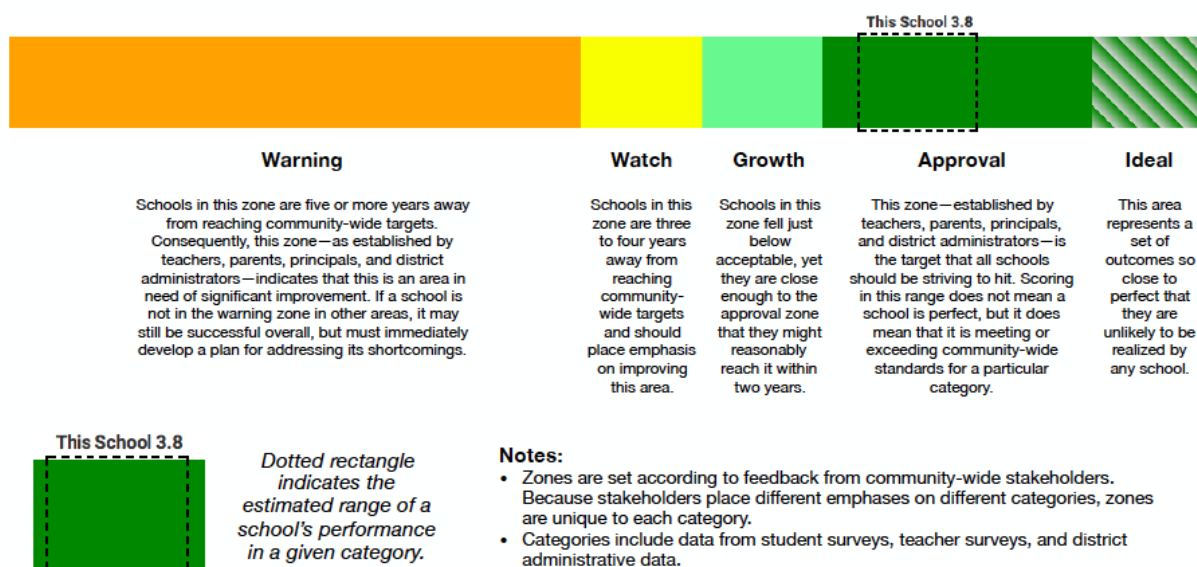 This School 3.8
Warning
Schools in this zone are five or more years away
from reaching community-wide targets.
Consequently, this zone—as established by
teachers, parents, principals, and district
administrators—indicates that this is an area in
need of significant improvement. If a school is
not in the warning zone in other areas, it may
still be successful overall, but must immediately
develop a plan for addressing its shortcomings.
Watch
Schools in this
zone are three
to four years
away from
reaching
community-
wide targets
and should
place emphasis
on improving
this area.
Growth
Schools in this
zone fell just
below
acceptable, yet
they are close
enough to the
approval zone
that they might
reasonably
reach it within
two years.
Approval
This zone—established by
teachers, parents, principals,
and district administrators—is
the target that all schools
should be striving to hit. Scoring
in this range does not mean a
school is perfect, but it does
mean that it is meeting or
exceeding community-wide
standards for a particular
category.
Ideal
This area
represents a
set of
outcomes so
close to
perfect that
they are
unlikely to be
realized by
any school.
This School 3.8
Dotted rectangle
indicates the
estimated range of a
school's performance
in a given category.
Notes:
• Zones are set according to feedback from community-wide stakeholders.
Because stakeholders place different emphases on different categories, zones
are unique to each category.
• Categories include data from student surveys, teacher surveys, and district
administrative data.